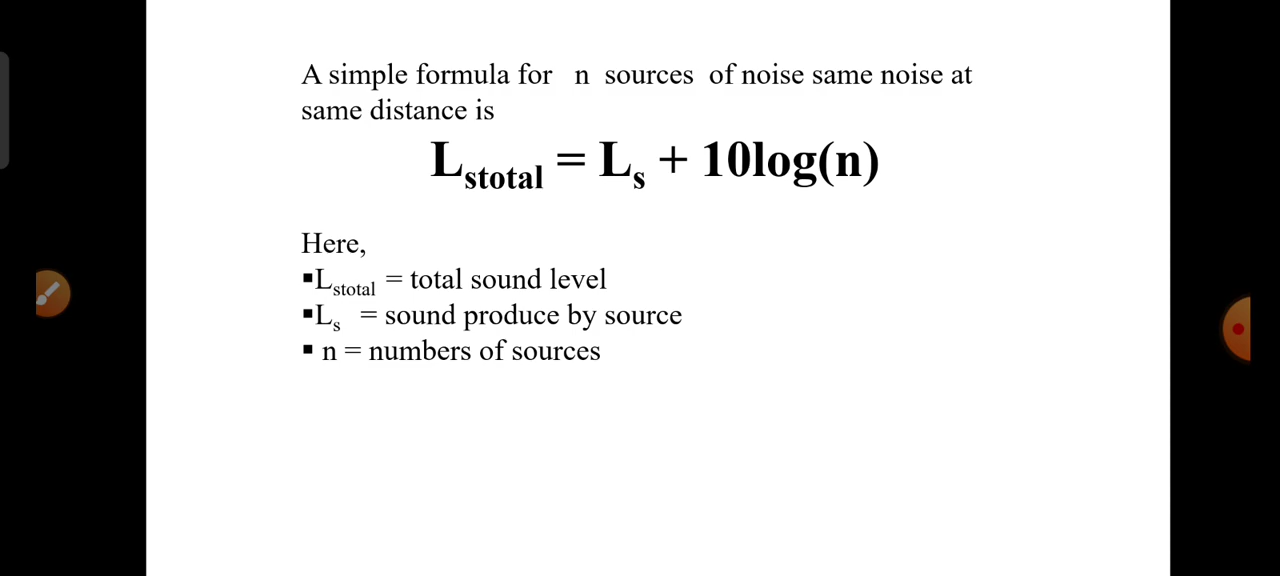 A simple formula for n sources of noise same noise at
same distance is
Lstotal = Ls + 10log(n)
Here,
▪Lstotal = total sound level
▪Ls = sound produce by source
▪ n = numbers of sources